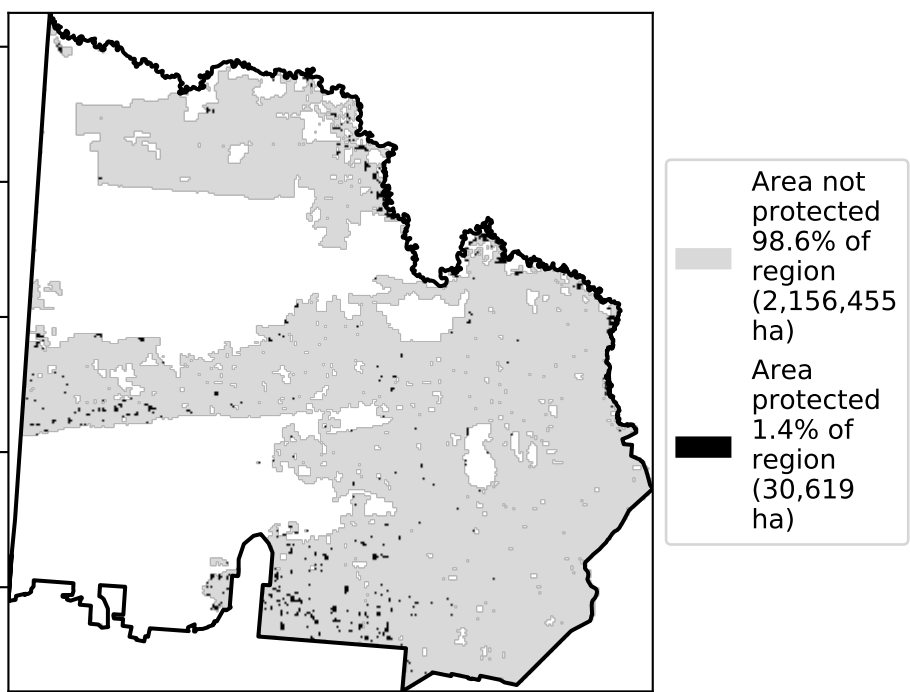 Area not
protected
98.6% of
region
(2,156,455
ha)
Area
protected
1.4% of
region
(30,619
ha)